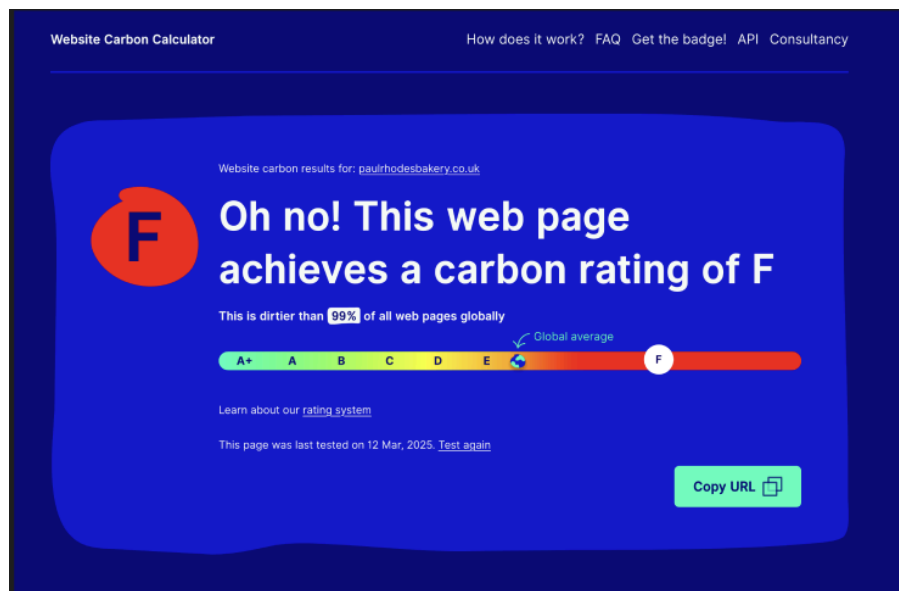 Website Carbon Calculator
How does it work? FAQ Get the badge! API Consultancy
Website carbon results for: paulrhodesbakery.co.uk
F
Oh no! This web page
achieves a carbon rating of F
This is dirtier than 99% of all web pages globally
Global average
A+ A B C D E F
Learn about our rating system
This page was last tested on 12 Mar, 2025. Test again
Copy URL